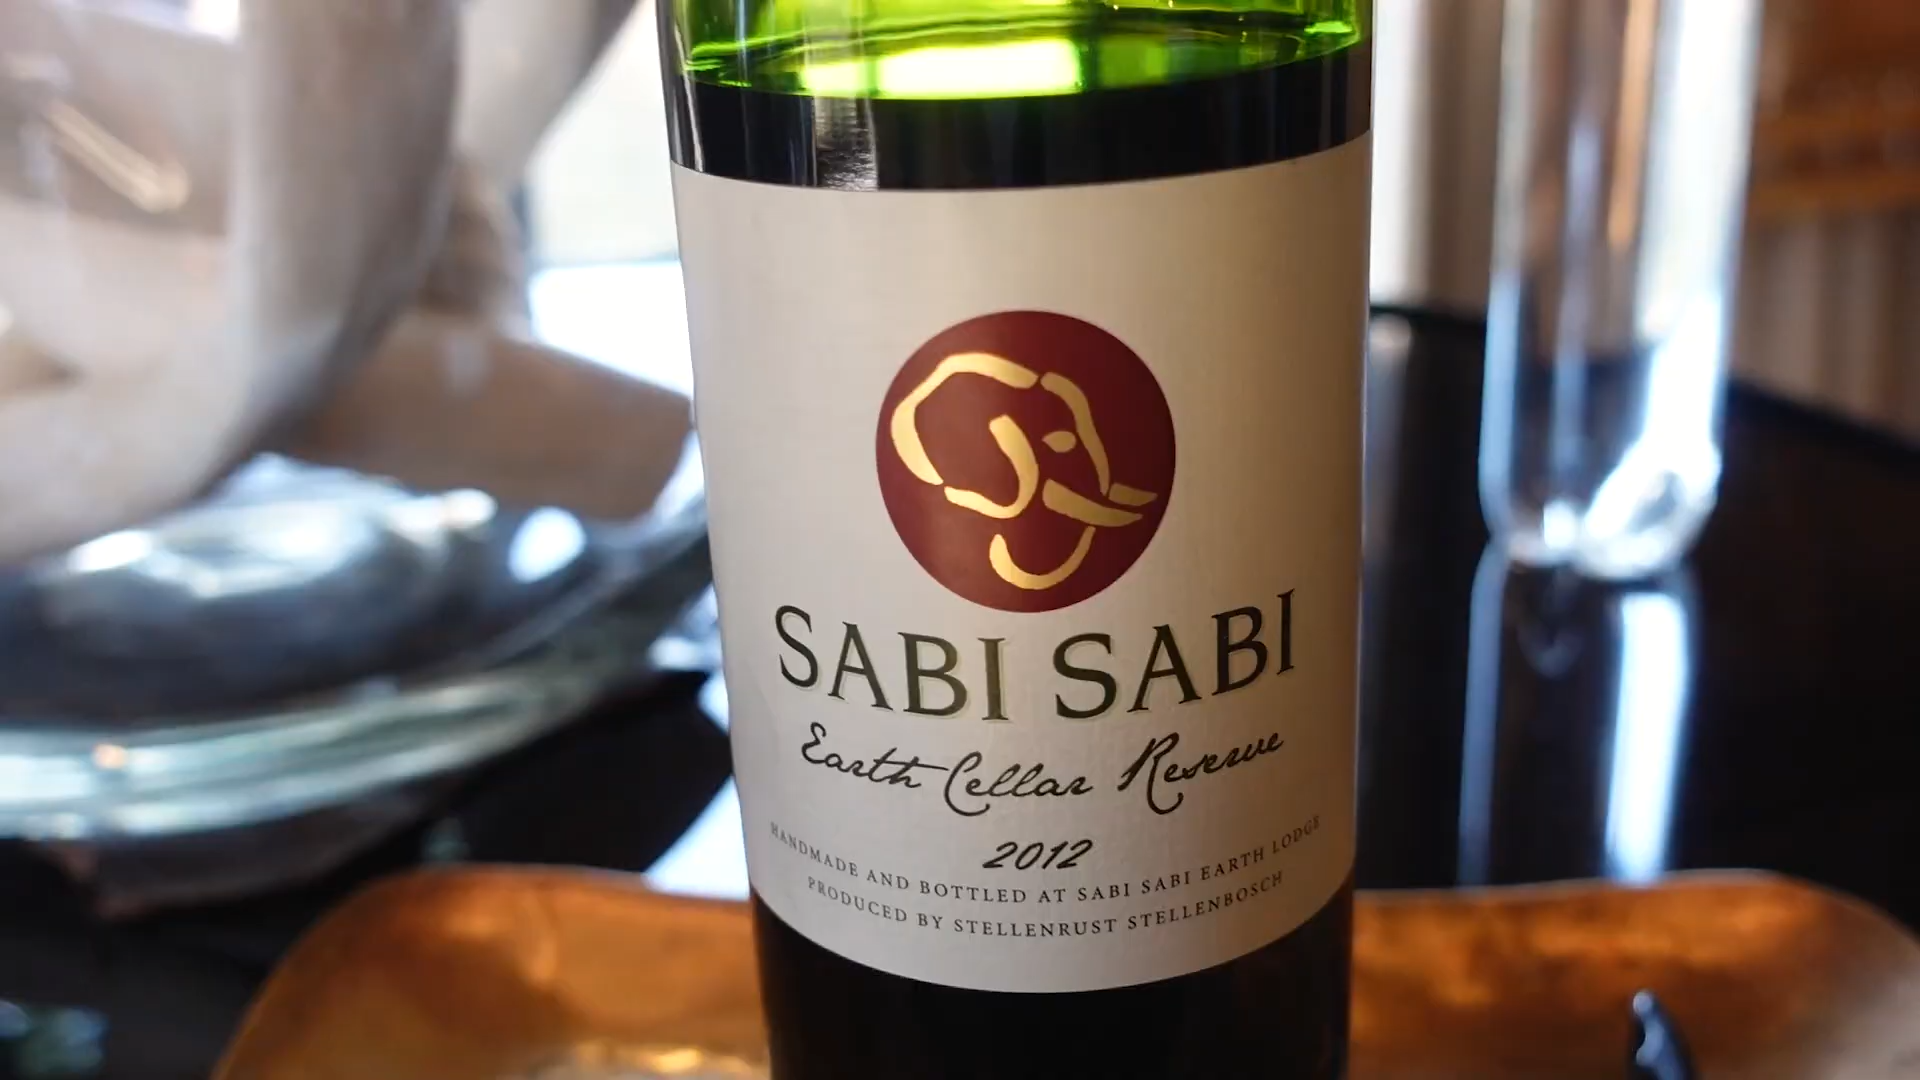 SABI SABI
Earth Cellar Reserve
2012
HANDMADE AND BOTTLED AT SABI SABI EARTH LODGE
PRODUCED BY STELLENRUST STELLENBOSCH